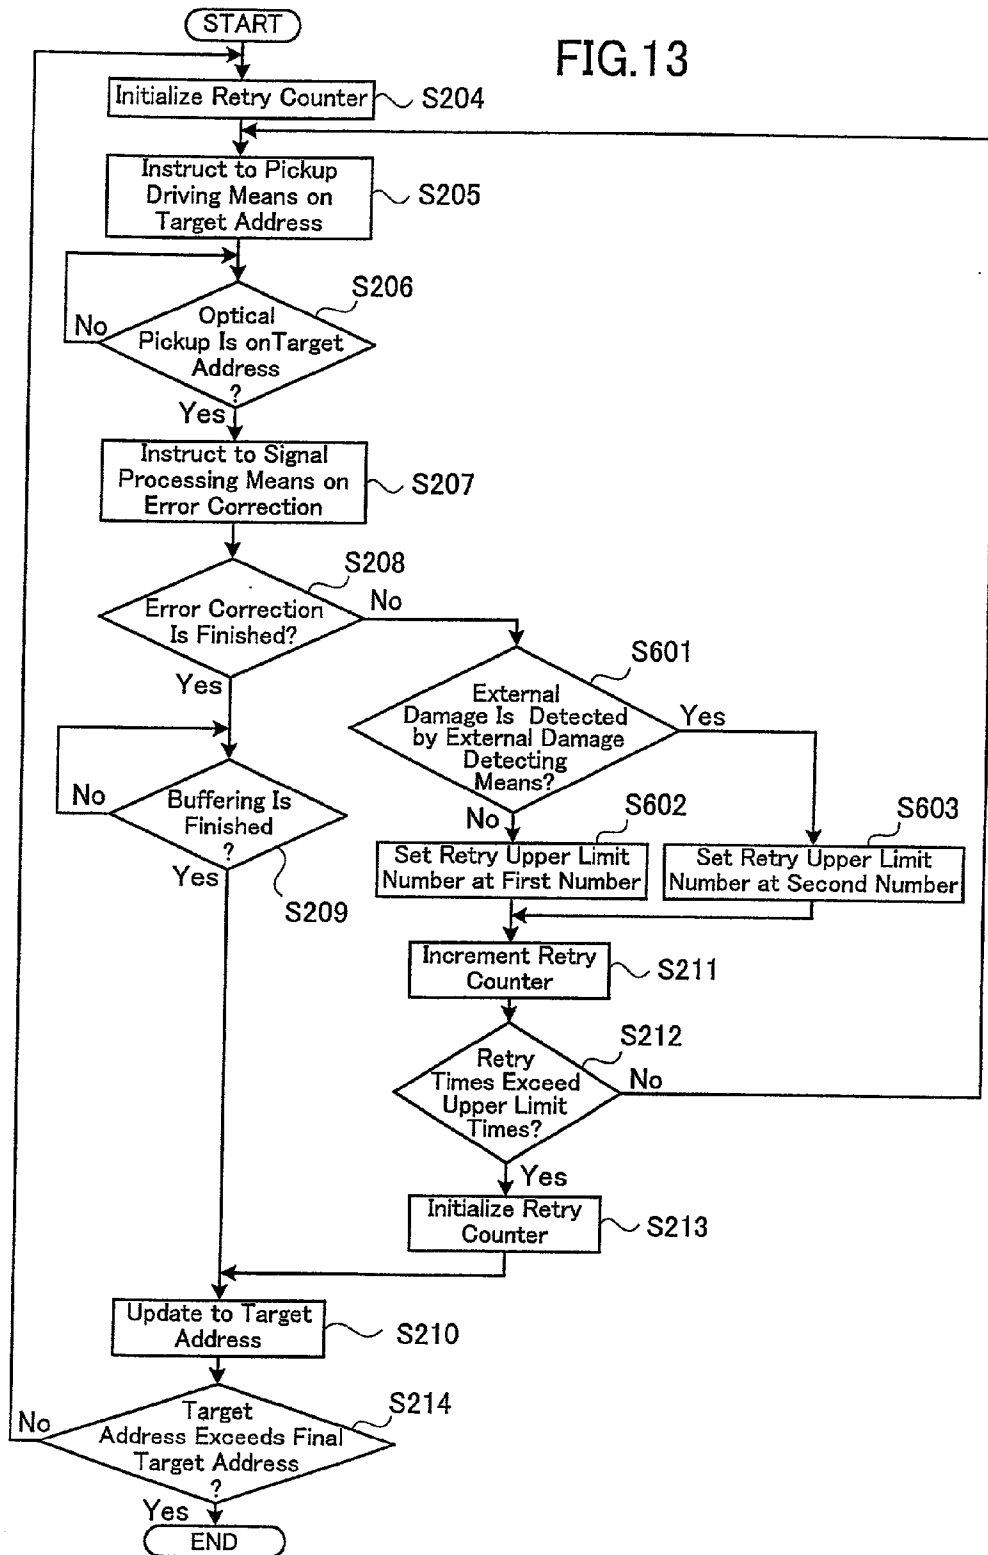 START
FIG.13
Initialize Retry Counter
S204
Instruct to Pickup
Driving Means on
Target Address
S205
S206
Optical
Pickup Is onTarget
Address
?
No
Yes
Instruct to Signal
Processing Means on
Error Correction
S207
S208
Error Correction
Is Finished?
No
Yes
S601
External
Damage Is Detected
by External Damage
Detecting
Means?
Yes
No
Buffering Is
Finished
?
No
Yes
S209
S602
Set Retry Upper Limit
Number at First Number
S603
Set Retry Upper Limit
Number at Second Number
Increment Retry
Counter
S211
S212
Retry
Times Exceed
Upper Limit
Times?
No
Yes
Initialize Retry
Counter
S213
Update to Target
Address
S210
S214
Target
Address Exceeds Final
Target Address
?
No
Yes
END